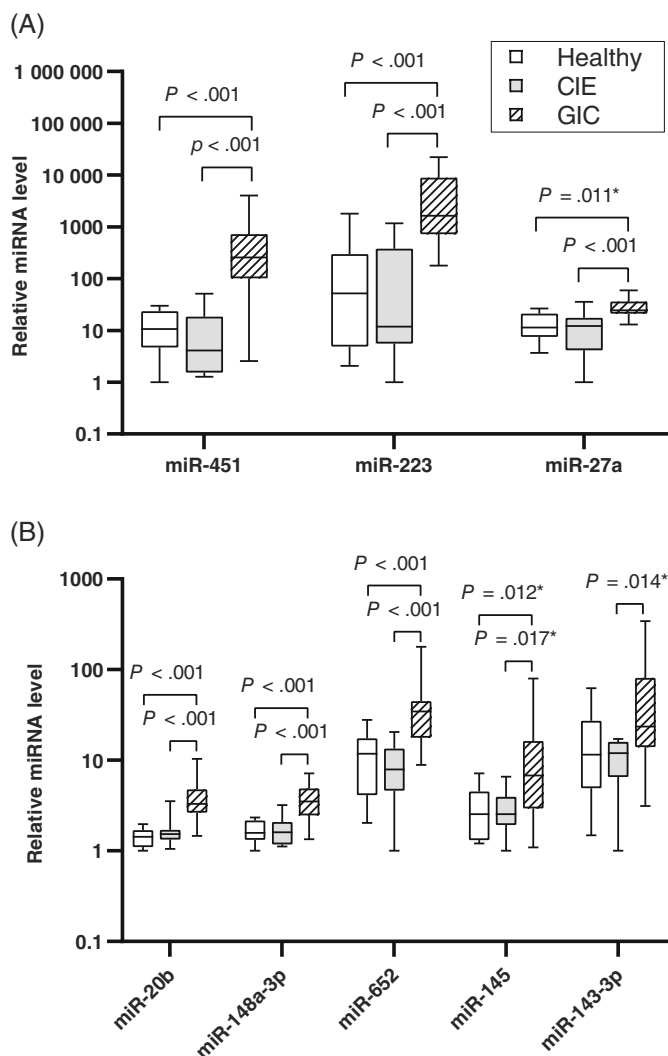 (A)
Healthy
CIE
GIC
Relative miRNA level
1 000 000
100 000
10 000
1000
100
10
1
0.1
P < .001
p < .001
P < .001
P < .001
P = .011*
P < .001
miR-451
miR-223
miR-27a
(B)
Relative miRNA level
1000
100
10
1
0.1
P < .001
P < .001
P < .001
P < .001
P < .001
P < .001
P = .012*
P = .017*
P = .014*
miR-20b
miR-148a-3p
miR-652
miR-145
miR-143-3p